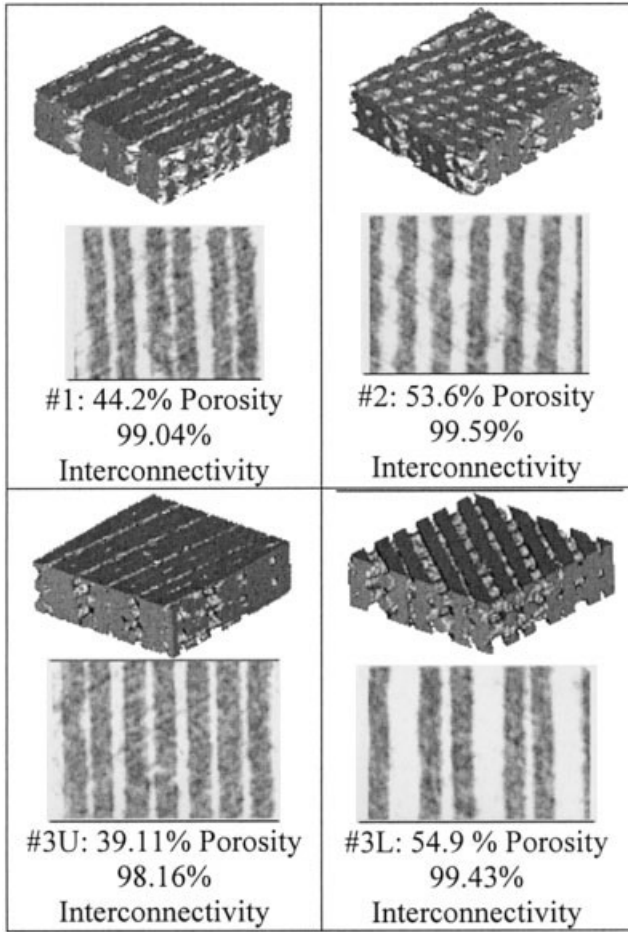 #1: 44.2% Porosity
99.04%
Interconnectivity
#2: 53.6% Porosity
99.59%
Interconnectivity
#3U: 39.11% Porosity
98.16%
Interconnectivity
#3L: 54.9 % Porosity
99.43%
Interconnectivity